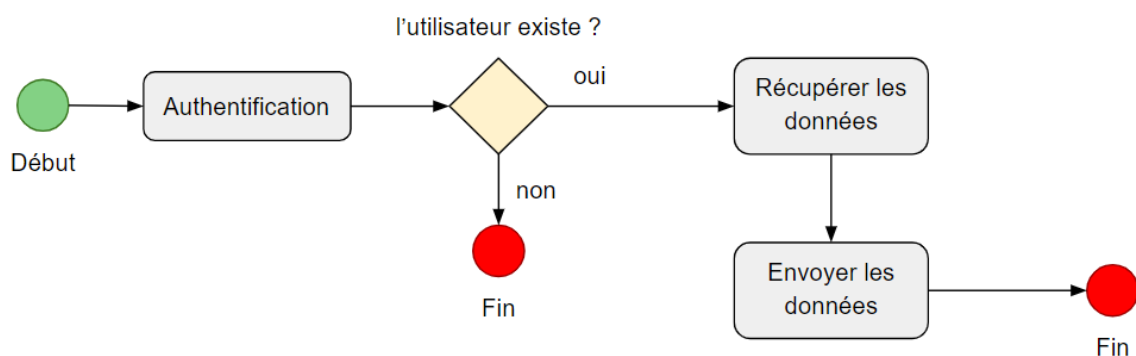 l'utilisateur existe ?
oui
Récupérer les
données
Authentification
Début
non
Envoyer les
données
Fin
Fin